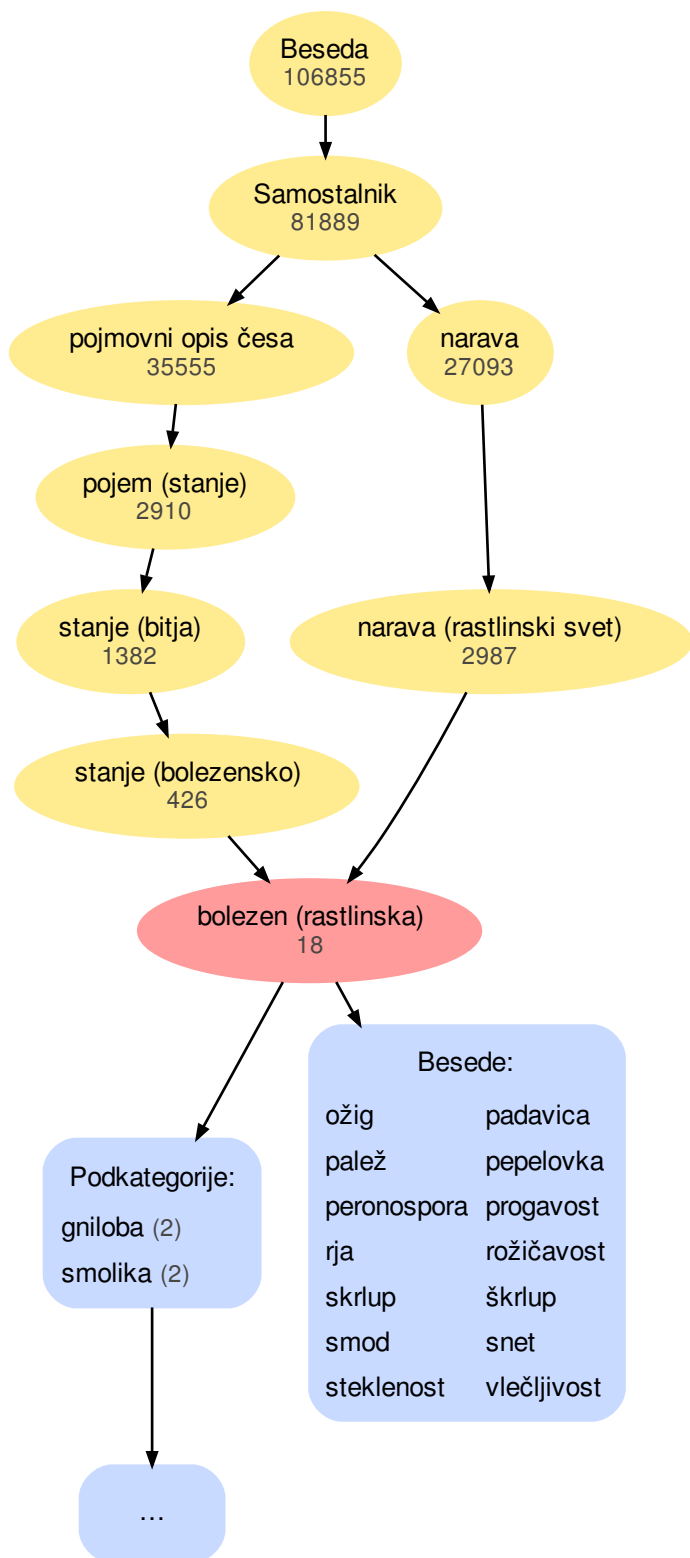 Beseda
106855
Samostalnik
81889
pojmovni opis česa
35555
narava
27093
pojem (stanje)
2910
stanje (bitja)
1382
narava (rastlinski svet)
2987
stanje (bolezensko)
426
bolezen (rastlinska)
18
Podkategorije:
gniloba (2)
smolika (2)
Besede:
ožig padavica
palež pepelovka
peronospora progavost
rja rožičavost
skrlup škrlup
smod snet
steklenost vlečljivost
…